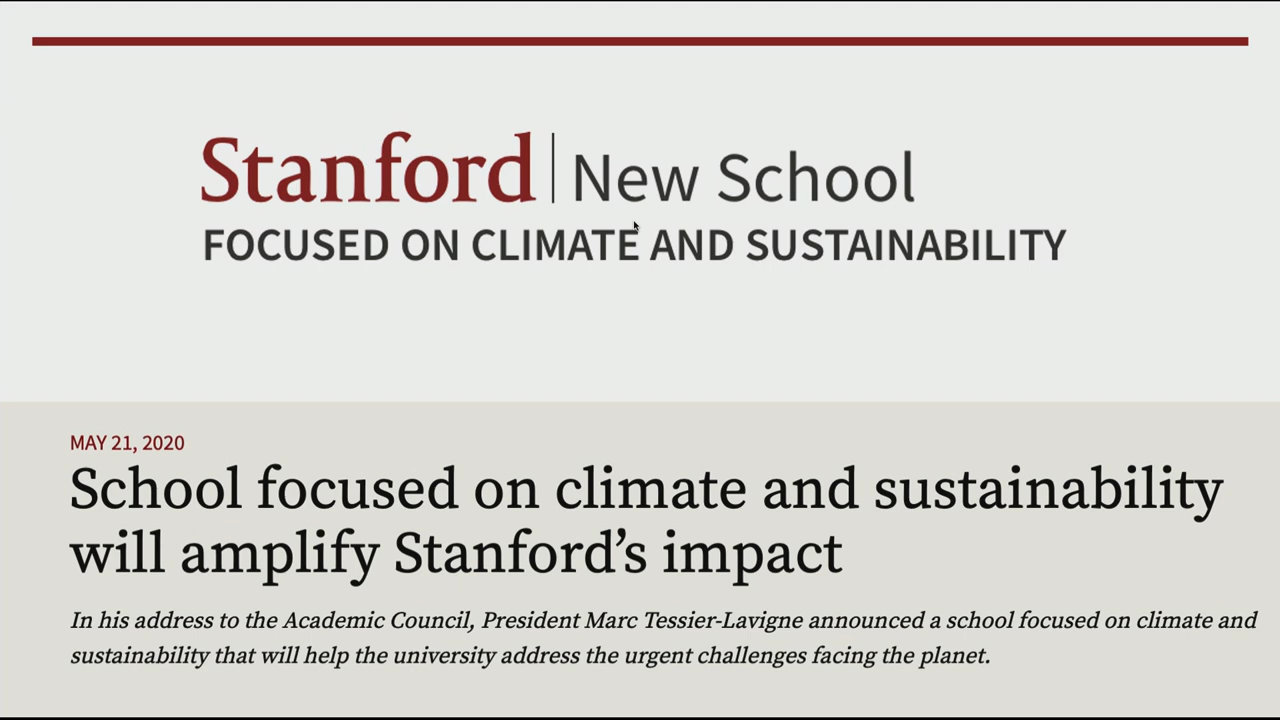 Stanford | New School
FOCUSED ON CLIMATE AND SUSTAINABILITY
MAY 21, 2020
School focused on climate and sustainability
will amplify Stanford’s impact
In his address to the Academic Council, President Marc Tessier-Lavigne announced a school focused on climate and
sustainability that will help the university address the urgent challenges facing the planet.